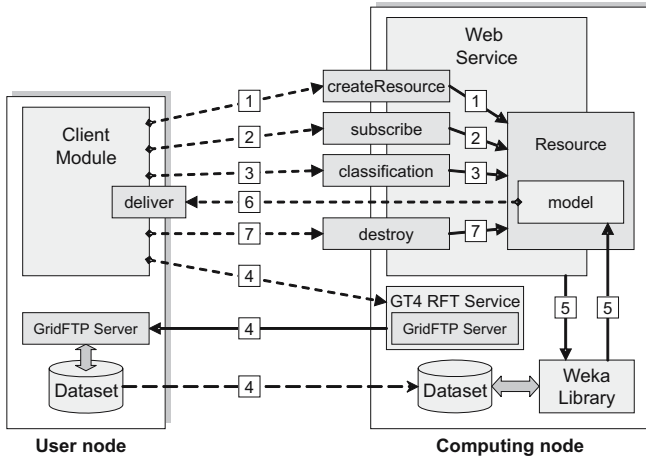 Web
Service
Client
Module
1
createResource
1
2
subscribe
2
Resource
3
classification
3
deliver
6
model
7
destroy
7
4
GT4 RFT Service
5
5
GridFTP Server
4
GridFTP Server
Dataset
4
Dataset
Weka
Library
User node
Computing node